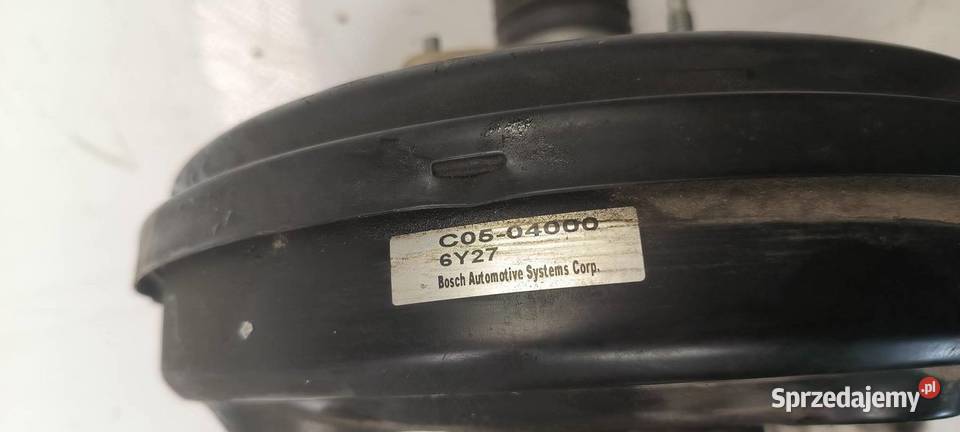 C05-04000
6Y27
Bosch Automotive Systems Corp.
Sprzedajemy.pl